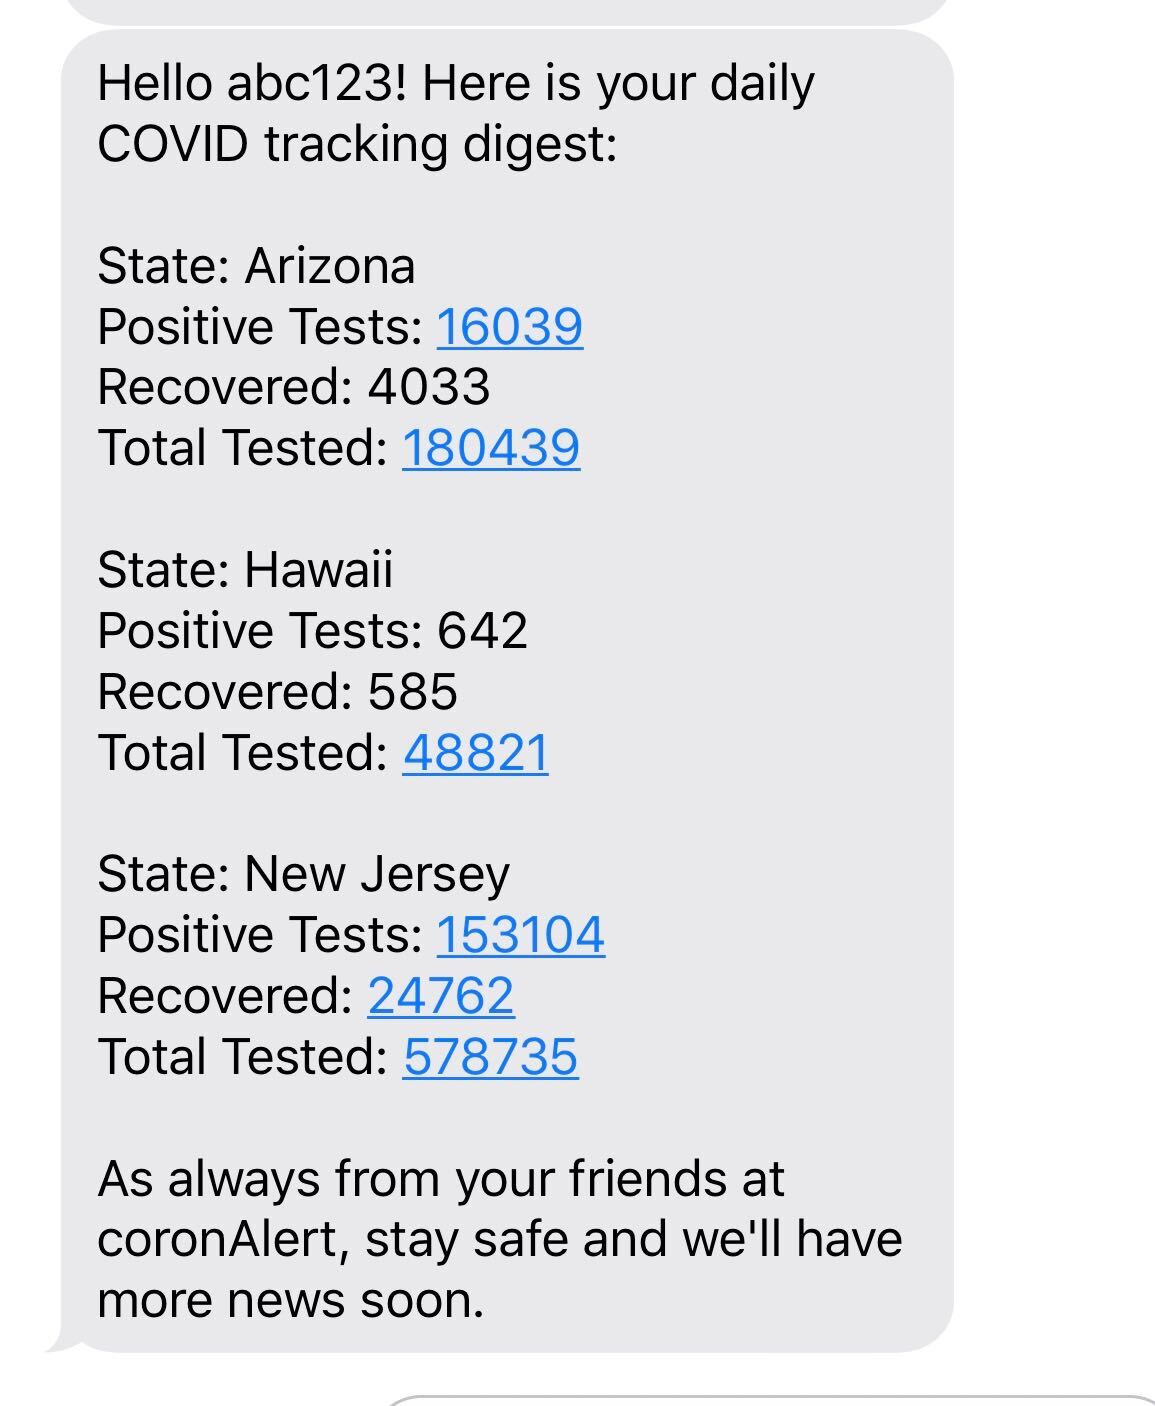 Hello abc123! Here is your daily
COVID tracking digest:
State: Arizona
Positive Tests: 16039
Recovered: 4033
Total Tested: 180439
State: Hawaii
Positive Tests: 642
Recovered: 585
Total Tested: 48821
State: New Jersey
Positive Tests: 153104
Recovered: 24762
Total Tested: 578735
As always from your friends at
coronAlert, stay safe and we'll have
more news soon.